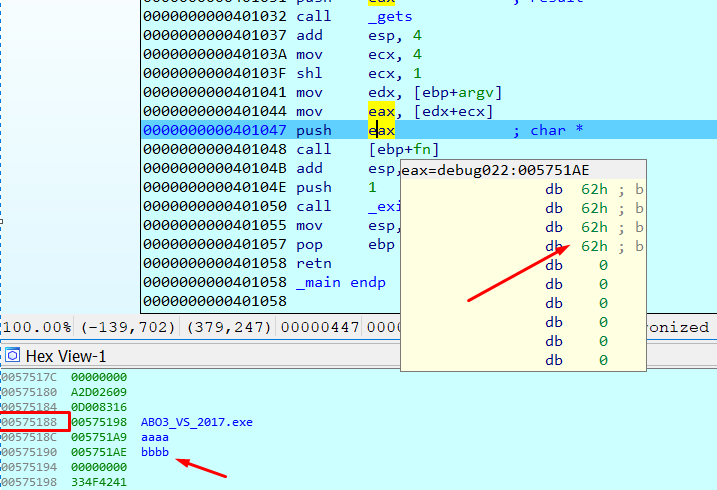 push eax ; result
0000000000401032 call _gets
0000000000401037 add esp, 4
000000000040103A mov ecx, 4
000000000040103F shl ecx, 1
0000000000401041 mov edx, [ebp+argv]
0000000000401044 mov eax, [edx+ecx]
0000000000401047 push eax ; char *
0000000000401048 call [ebp+fn]
000000000040104B add esp,
000000000040104E push 1
0000000000401050 call _exi
0000000000401055 mov esp,
0000000000401057 pop ebp
0000000000401058 retn
0000000000401058 _main endp
0000000000401058
eax=debug022:005751AE
db 62h ; b
db 62h ; b
db 62h ; b
db 62h ; b
db 0
db 0
db 0
db 0
db 0
db 0
100.00% (-139,702) (379,247) 00000447 0000 ronized
Hex View-1
0057517C 00000000
00575180 A2D02609
00575184 0D008316
00575188 00575198 ABO3_VS_2017.exe
0057518C 005751A9 aaaa
00575190 005751AE bbbb
00575194 00000000
00575198 334F4241